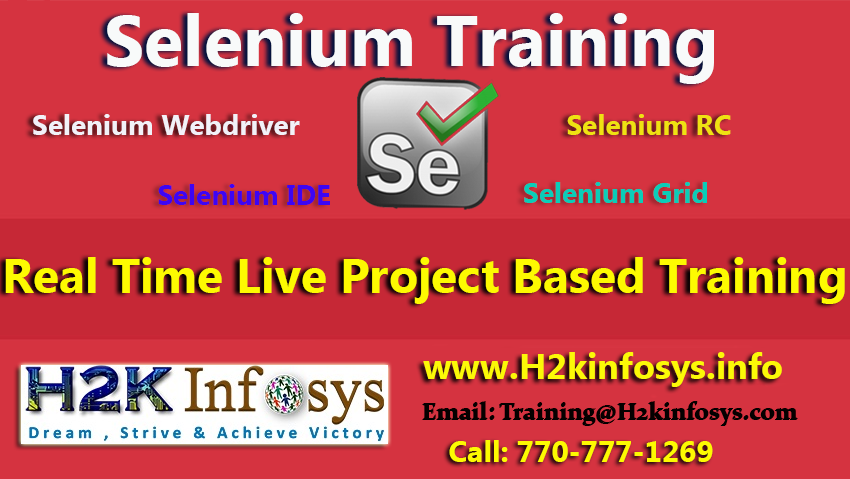 Selenium Training
Selenium Webdriver
Se
Selenium RC
Selenium IDE
Selenium Grid
Real Time Live Project Based Training
H2K Infosys
Dream , Strive & Achieve Victory
www.H2kinfosys.info
Email: Training@H2kinfosys.com
Call: 770-777-1269